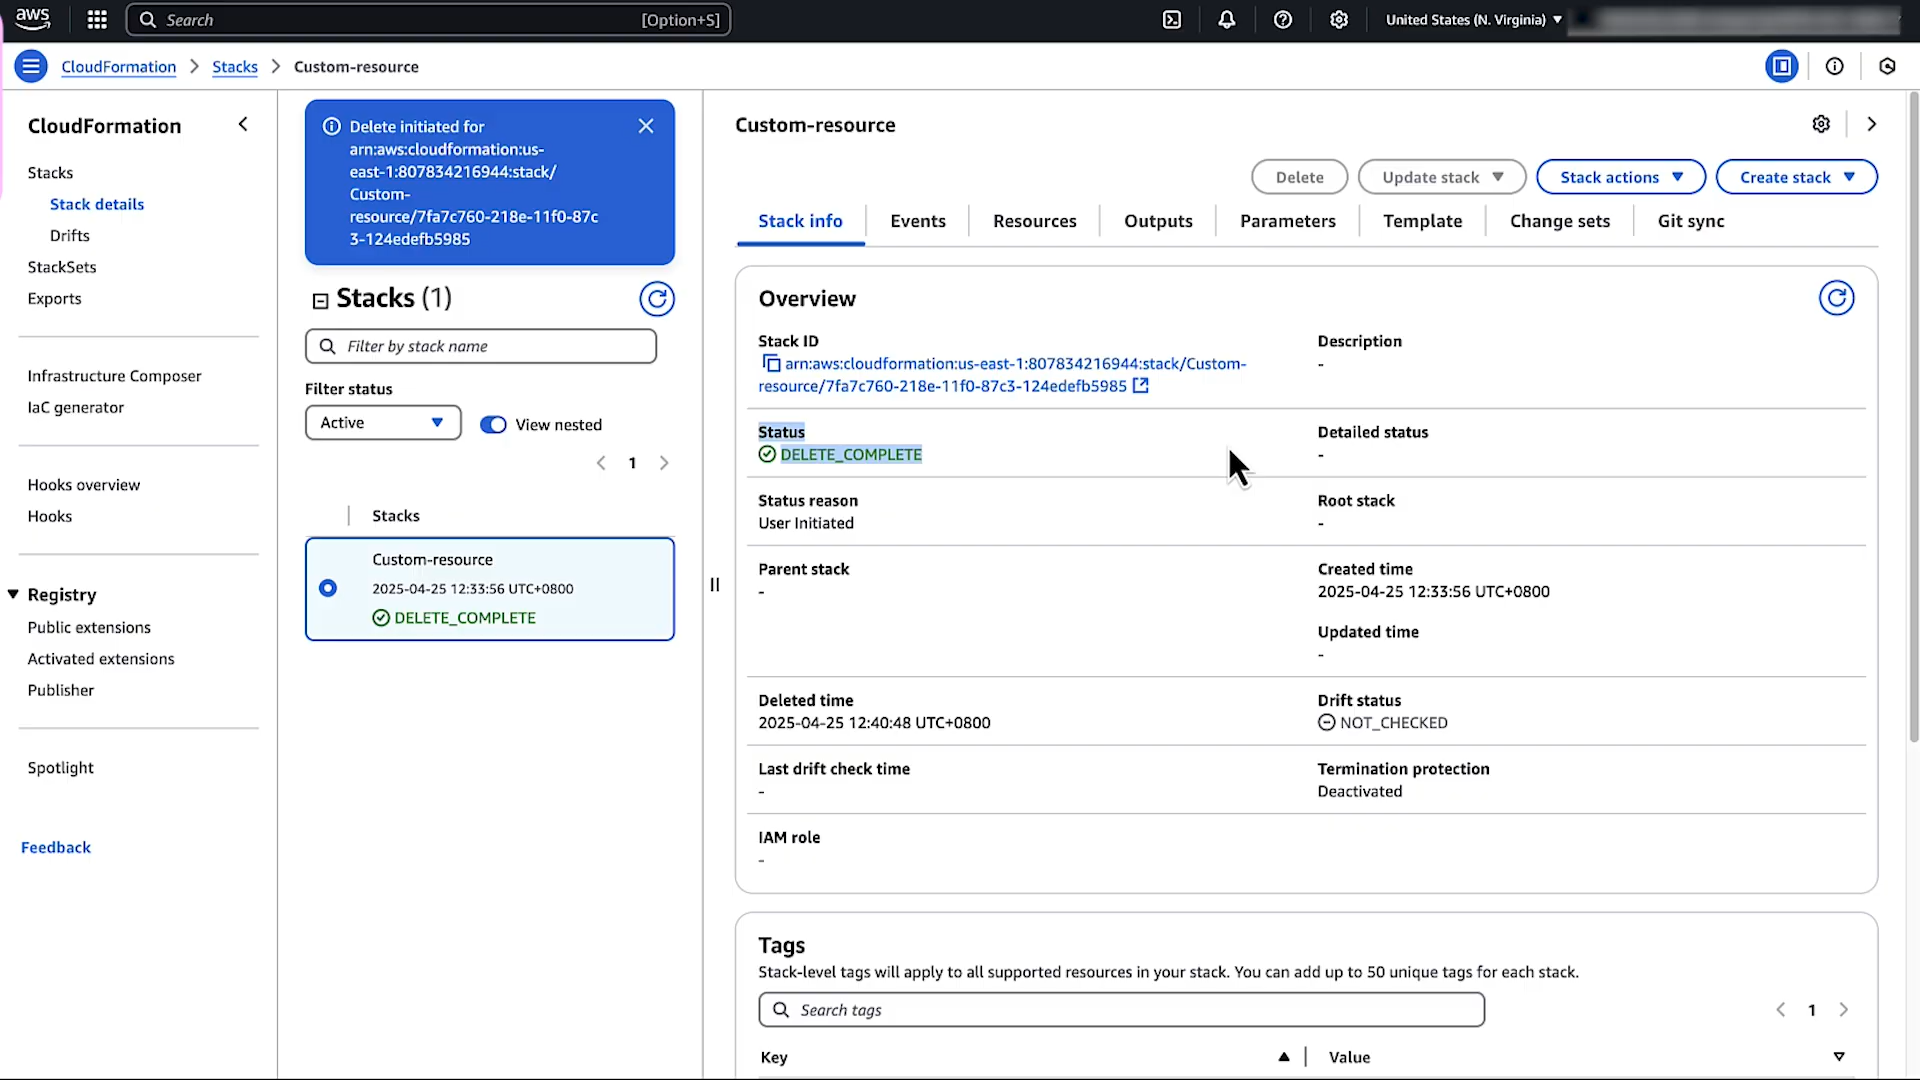 aws
Search
[Option+S]
United States (N. Virginia)
CloudFormation
Stacks
Custom-resource
CloudFormation
Stacks
Stack details
Drifts
StackSets
Exports
Infrastructure Composer
IaC generator
Hooks overview
Hooks
Registry
Public extensions
Activated extensions
Publisher
Spotlight
Feedback
Delete initiated for
arn:aws:cloudformation:us-
east-1:807834216944:stack/
Custom-
resource/7fa7c760-218e-11f0-87c
3-124edefb5985
Stacks (1)
Filter by stack name
Filter status
Active
View nested
1
Stacks
Custom-resource
2025-04-25 12:33:56 UTC+0800
DELETE_COMPLETE
Custom-resource
Delete
Update stack
Stack actions
Create stack
Stack info
Events
Resources
Outputs
Parameters
Template
Change sets
Git sync
Overview
Stack ID
arn:aws:cloudformation:us-east-1:807834216944:stack/Custom-
resource/7fa7c760-218e-11f0-87c3-124edefb5985
Description
-
Status
DELETE_COMPLETE
Detailed status
-
Status reason
User Initiated
Root stack
-
Parent stack
-
Created time
2025-04-25 12:33:56 UTC+0800
Updated time
-
Deleted time
2025-04-25 12:40:48 UTC+0800
Drift status
NOT_CHECKED
Last drift check time
-
Termination protection
Deactivated
IAM role
-
Tags
Stack-level tags will apply to all supported resources in your stack. You can add up to 50 unique tags for each stack.
Search tags
1
Key
Value